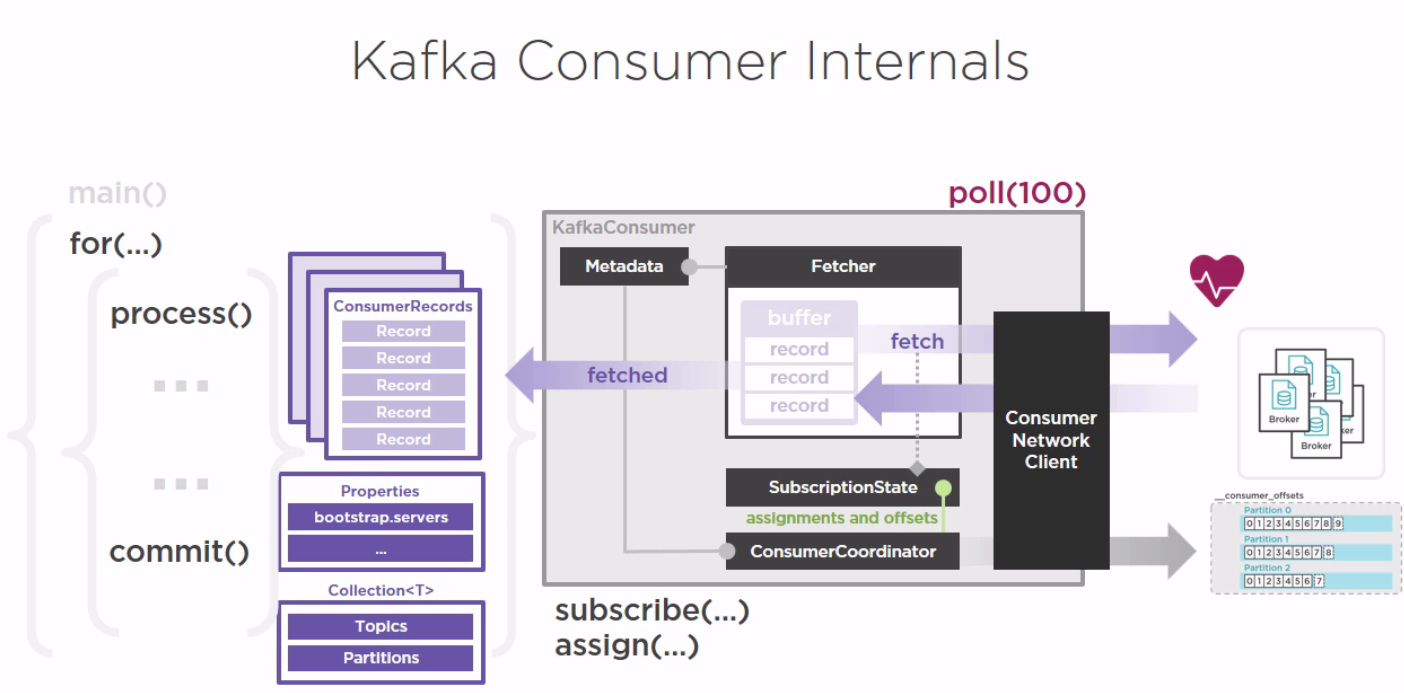 Kafka Consumer Internals
main()
for(...)
process()
...
...
commit()
ConsumerRecords
Record
Record
Record
Record
Record
Properties
bootstrap.servers
...
Collection<T>
Topics
Partitions
poll(100)
KafkaConsumer
Metadata
Fetcher
buffer
record
record
record
fetch
fetched
SubscriptionState
assignments and offsets
ConsumerCoordinator
Consumer
Network
Client
subscribe(...)
assign(...)
Broker
Broker
__consumer_offsets
Partition 0
0 1 2 3 4 5 6 7 8 9
Partition 1
0 1 2 3 4 5 6 7 8
Partition 2
0 1 2 3 4 5 6 7